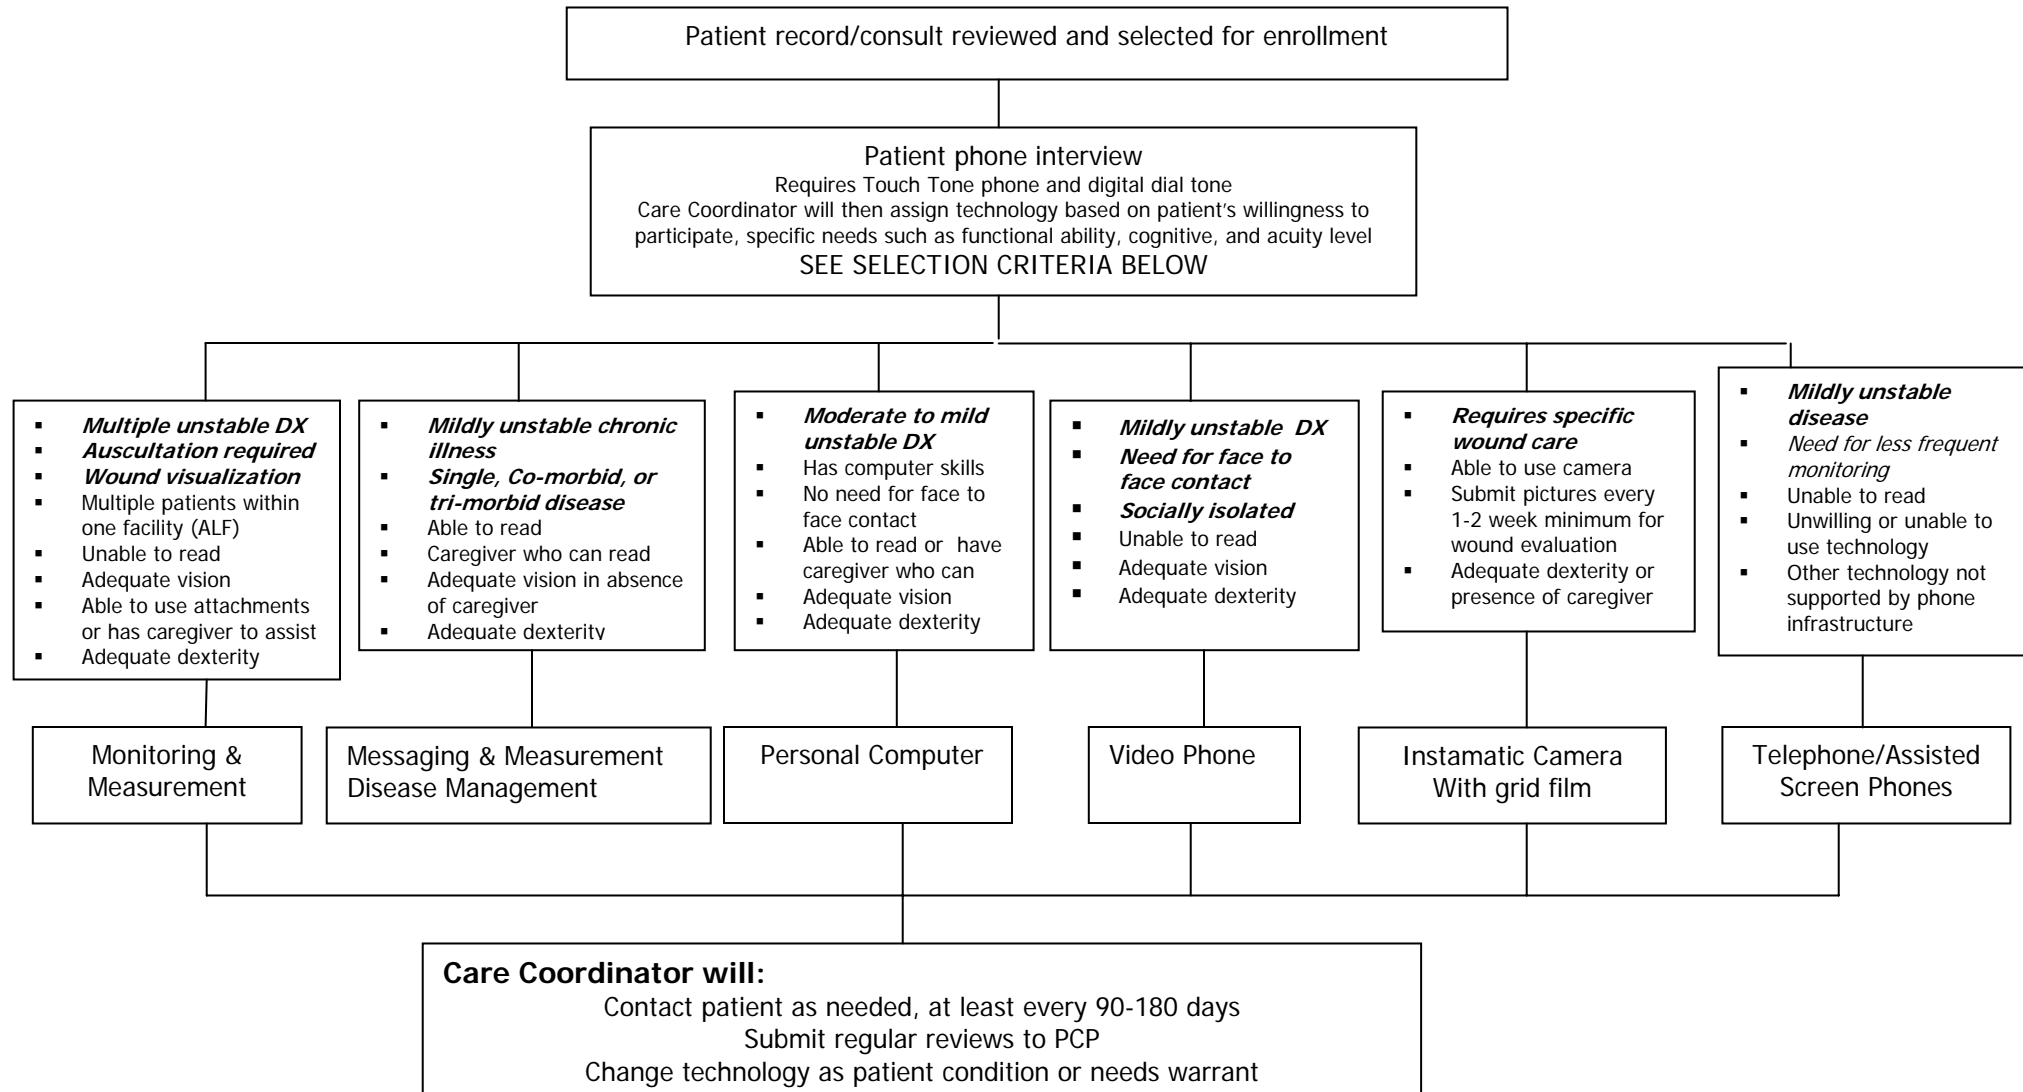 Patient record/consult reviewed and selected for enrollment
Patient phone interview
Requires Touch Tone phone and digital dial tone
Care Coordinator will then assign technology based on patient's willingness to
participate, specific needs such as functional ability, cognitive, and acuity level
SEE SELECTION CRITERIA BELOW
▪ Multiple unstable DX
▪ Auscultation required
▪ Wound visualization
▪ Multiple patients within
one facility (ALF)
▪ Unable to read
▪ Adequate vision
▪ Able to use attachments
or has caregiver to assist
▪ Adequate dexterity
▪ Mildly unstable chronic
illness
▪ Single, Co-morbid, or
tri-morbid disease
▪ Able to read
▪ Caregiver who can read
▪ Adequate vision in absence
of caregiver
▪ Adequate dexterity
▪ Moderate to mild
unstable DX
▪ Has computer skills
▪ No need for face to
face contact
▪ Able to read or have
caregiver who can
▪ Adequate vision
▪ Adequate dexterity
▪ Mildly unstable DX
▪ Need for face to
face contact
▪ Socially isolated
▪ Unable to read
▪ Adequate vision
▪ Adequate dexterity
▪ Requires specific
wound care
▪ Able to use camera
▪ Submit pictures every
1-2 week minimum for
wound evaluation
▪ Adequate dexterity or
presence of caregiver
▪ Mildly unstable
disease
▪ Need for less frequent
monitoring
▪ Unable to read
▪ Unwilling or unable to
use technology
▪ Other technology not
supported by phone
infrastructure
Monitoring &
Measurement
Messaging & Measurement
Disease Management
Personal Computer
Video Phone
Instamatic Camera
With grid film
Telephone/Assisted
Screen Phones
Care Coordinator will:
Contact patient as needed, at least every 90-180 days
Submit regular reviews to PCP
Change technology as patient condition or needs warrant